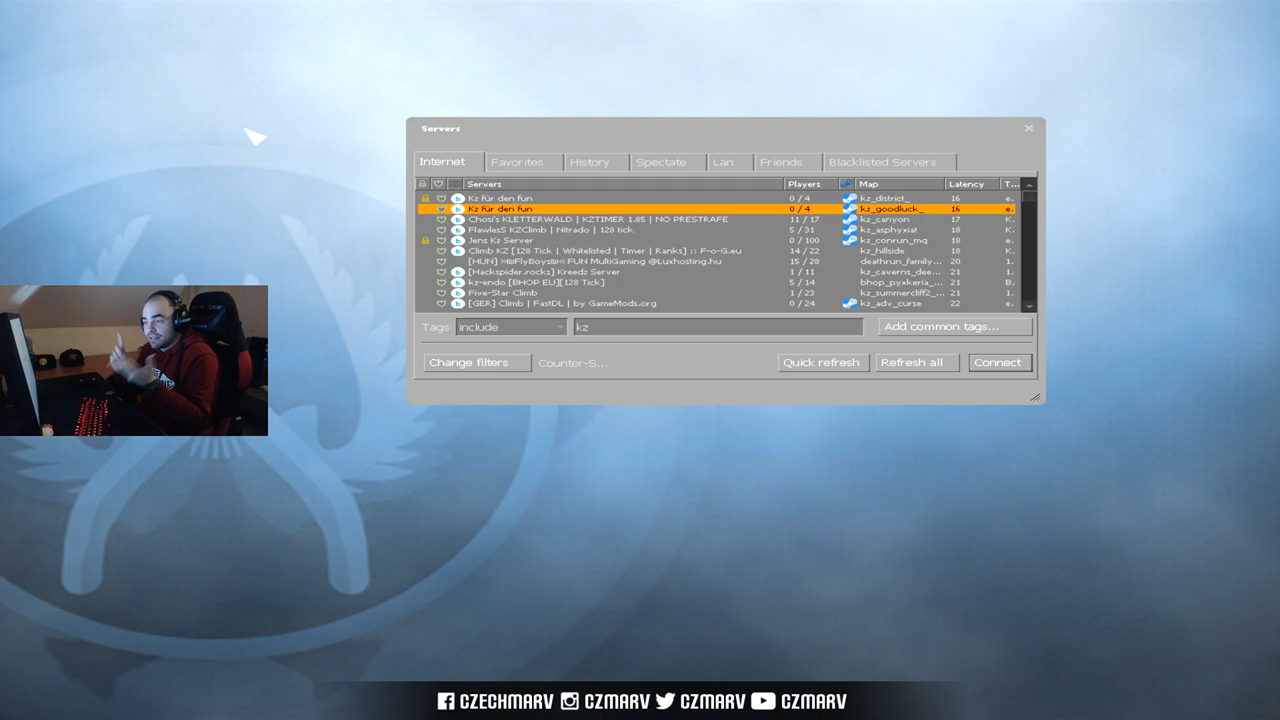 Servers
Internet Favorites History Spectate Lan Friends Blacklisted Servers
Servers Players Map Latency T...
Kz für den fun 0 / 4 kz_district_ 16 e.
Kz für den fun 0 / 4 kz_goodluck_ 16 e.
Chosi's KLETTERWALD | KZTIMER 1.85 | NO PRESTRAFE 11 / 17 kz_canyon 17 K.
FlawlesS KZClimb | Nitrado | 128 tick 5 / 31 kz_asphyxiat 18 K.
Jens Kz Server 0 / 100 kz_conrun_mq 18 e.
Climb KZ [128 Tick | Whitelisted | Timer | Ranks] :: F-o-G.eu 14 / 22 kz_hillside 18 K.
FlyBoys FUN MultiGaming @Luxhosting.hu 15 / 28 deathrun_family... 20 1.
[Hackspider.rocks] Kreedz Server 1 / 11 kz_caverns_dee... 21 1.
kz-endo [BHOP EU][128 Tick] 5 / 14 bhop_pyxkeria_... 21 B.
Five-Star Climb 1 / 23 kz_summercliff2_... 21 1.
[GER] Climb | FastDL | by GameMods.org 0 / 24 kz_adv_curse 22 e.
Tags include kz Add common tags...
Change filters Counter-S... Quick refresh Refresh all Connect
CZECHMARV CZMARV CZMARV CZMARV